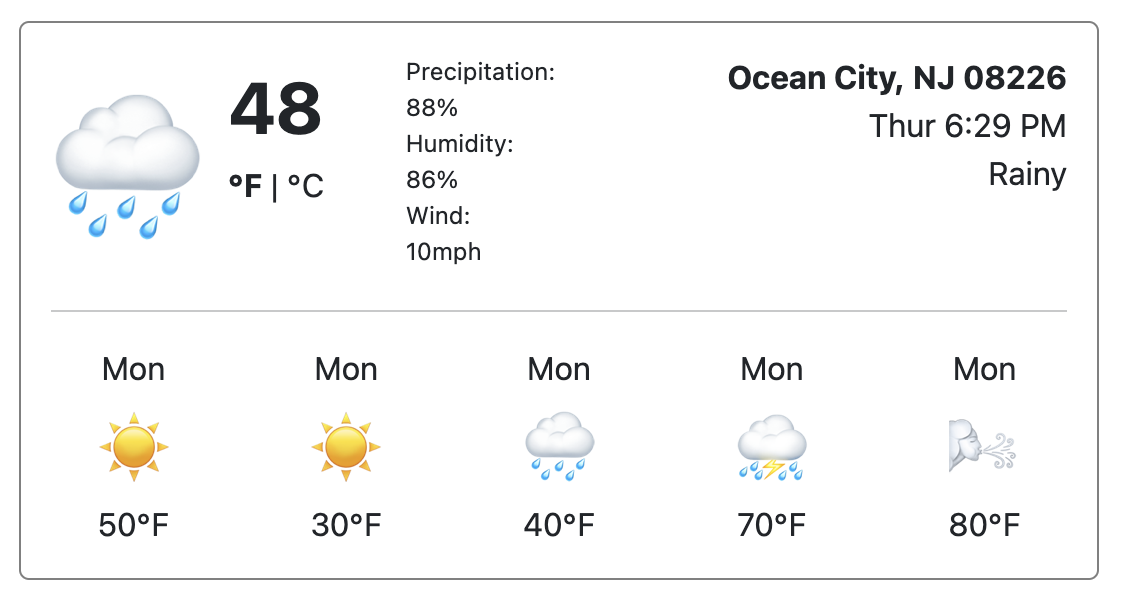 48
°F | °C
Precipitation:
88%
Humidity:
86%
Wind:
10mph
Ocean City, NJ 08226
Thur 6:29 PM
Rainy
Mon Mon Mon Mon Mon
50°F 30°F 40°F 70°F 80°F